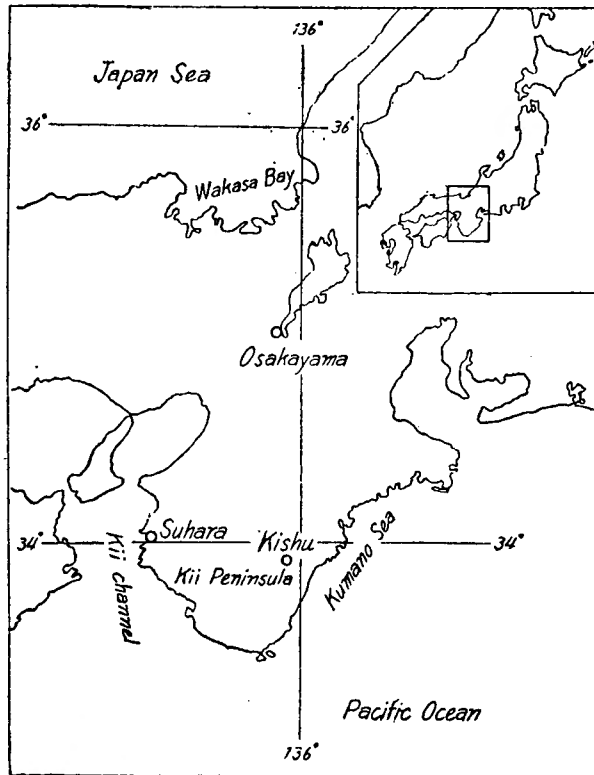 136°
Japan Sea
36°
36°
Wakasa Bay
Osakayama
Suhara
Kishu
34°
34°
Kii channel
Kii Peninsula
Kumano Sea
Pacific Ocean
136°